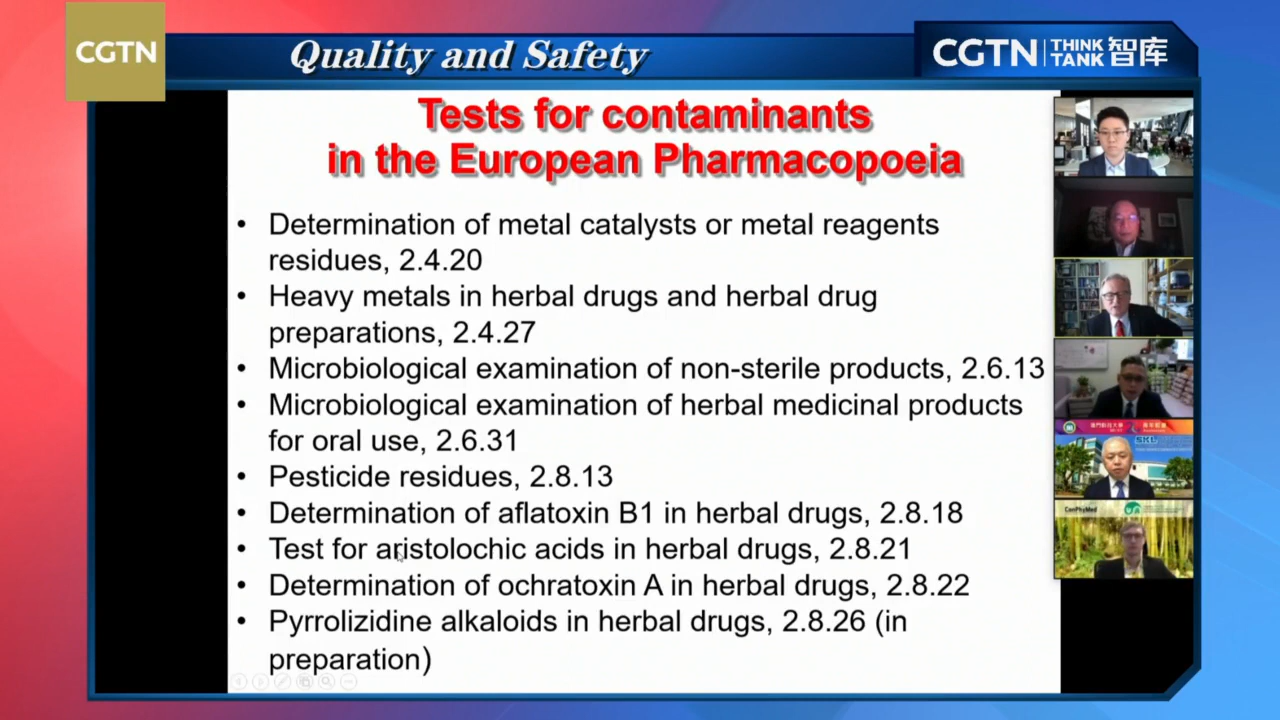 CGTN
Quality and Safety
CGTN THINK TANK 智库
Tests for contaminants
in the European Pharmacopoeia
• Determination of metal catalysts or metal reagents
residues, 2.4.20
• Heavy metals in herbal drugs and herbal drug
preparations, 2.4.27
• Microbiological examination of non-sterile products, 2.6.13
• Microbiological examination of herbal medicinal products
for oral use, 2.6.31
• Pesticide residues, 2.8.13
• Determination of aflatoxin B1 in herbal drugs, 2.8.18
• Test for aristolochic acids in herbal drugs, 2.8.21
• Determination of ochratoxin A in herbal drugs, 2.8.22
• Pyrrolizidine alkaloids in herbal drugs, 2.8.26 (in
preparation)
SKL